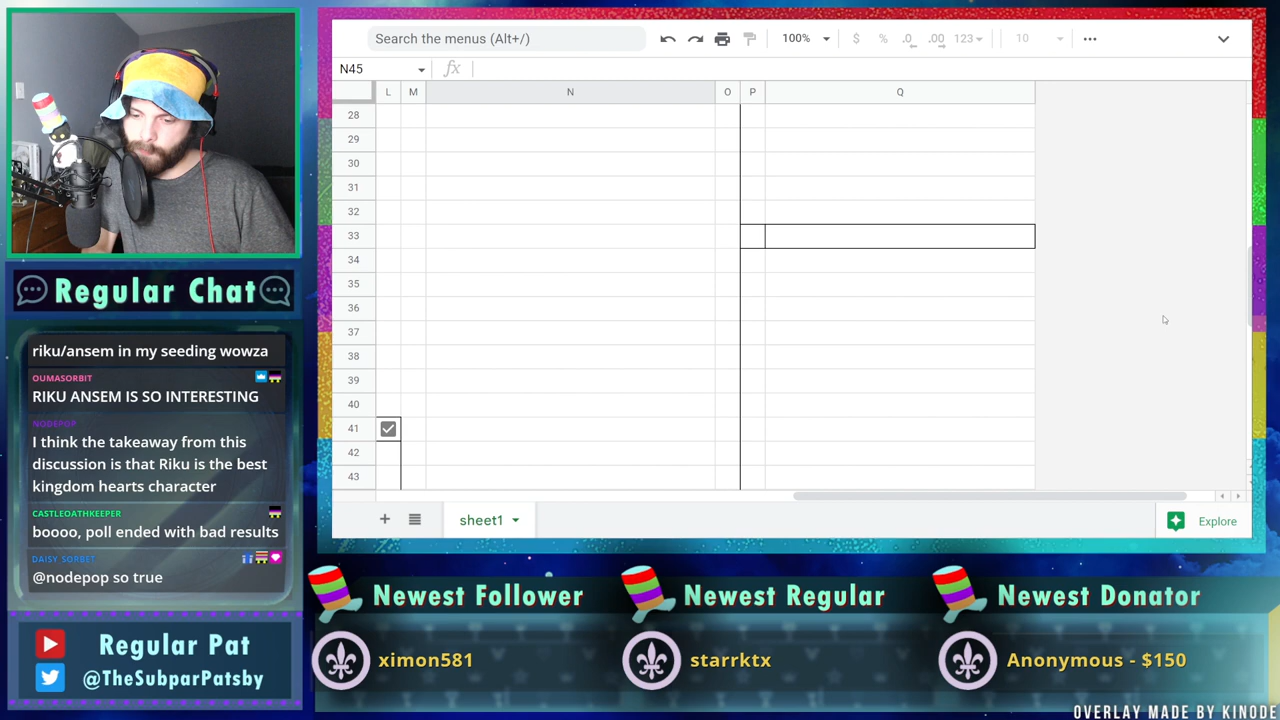 Search the menus (Alt+/)
100%
$ % .0 .00 123 10
N45
fx
L M N O P Q
28
29
30
31
32
33
34
35
36
37
38
39
40
41
42
43
sheet1
Explore
Regular Chat
riku/ansem in my seeding wowza
OUMASORBIT
RIKU ANSEM IS SO INTERESTING
NODEPOP
I think the takeaway from this
discussion is that Riku is the best
kingdom hearts character
CASTLEOATHKEEPER
boooo, poll ended with bad results
DAISY SORBET
@nodepop so true
Regular Pat
@TheSubparPatsby
Newest Follower
ximon581
Newest Regular
starrktx
Newest Donator
Anonymous - $150
OVERLAY MADE BY KINODE